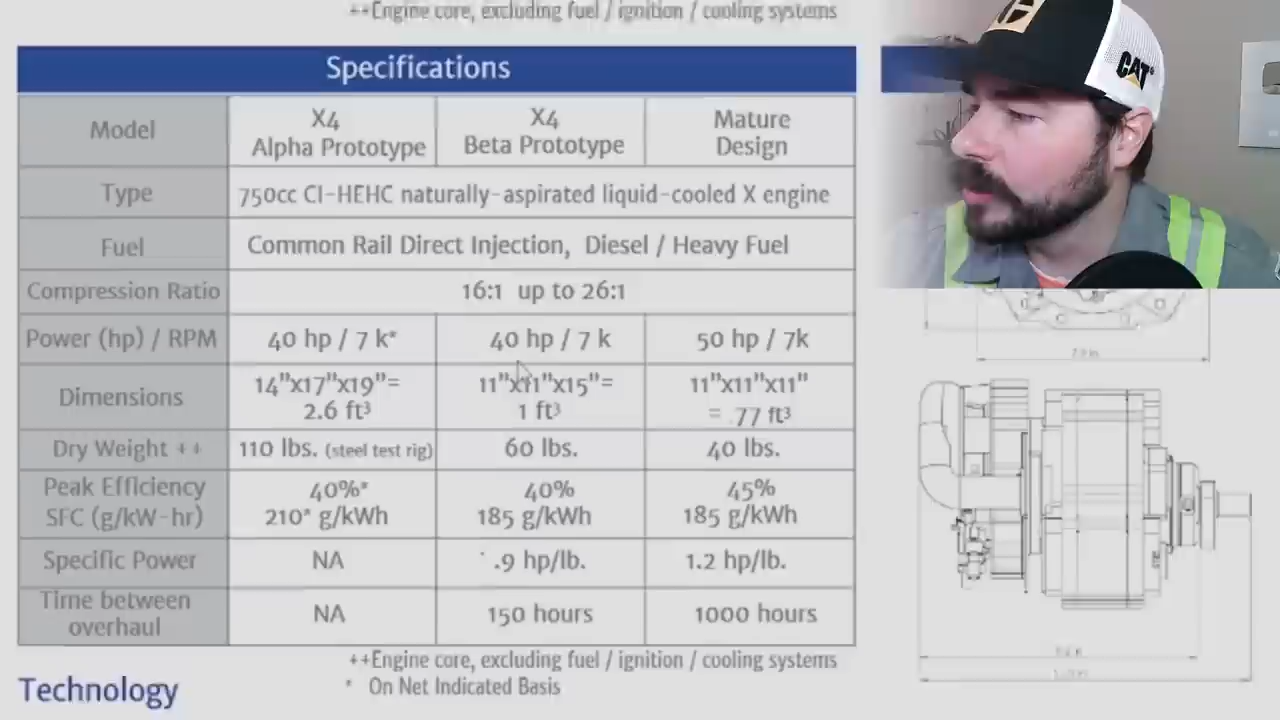 ++Engine core, excluding fuel / ignition / cooling systems
Specifications
Model
X4
Alpha Prototype
X4
Beta Prototype
Mature
Design
Type
750cc CI-HEHC naturally-aspirated liquid-cooled X engine
Fuel
Common Rail Direct Injection, Diesel / Heavy Fuel
Compression Ratio
16:1 up to 26:1
Power (hp) / RPM
40 hp / 7 k*
40 hp / 7 k
50 hp / 7k
Dimensions
14"x17"x19"=
2.6 ft³
11"x11"x15"=
1 ft³
11"x11"x11"
= .77 ft³
Dry Weight ++
110 lbs. (steel test rig)
60 lbs.
40 lbs.
Peak Efficiency
SFC (g/kW-hr)
40%*
210* g/kWh
40%
185 g/kWh
45%
185 g/kWh
Specific Power
NA
.9 hp/lb.
1.2 hp/lb.
Time between
overhaul
NA
150 hours
1000 hours
++Engine core, excluding fuel / ignition / cooling systems
* On Net Indicated Basis
Technology
CAT